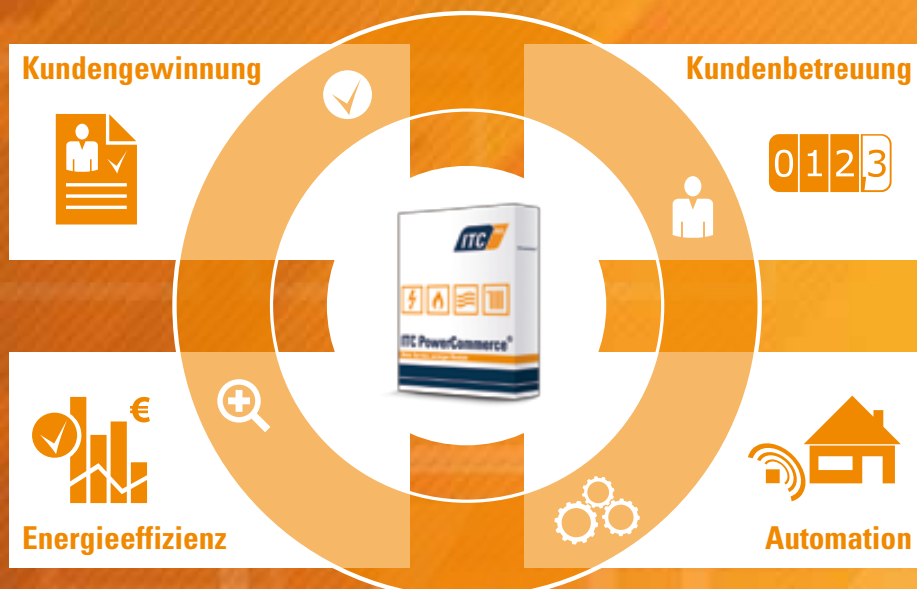 Kundengewinnung
Kundenbetreuung
0123
ITC
ITC PowerCommerce®
€
Energieeffizienz
Automation